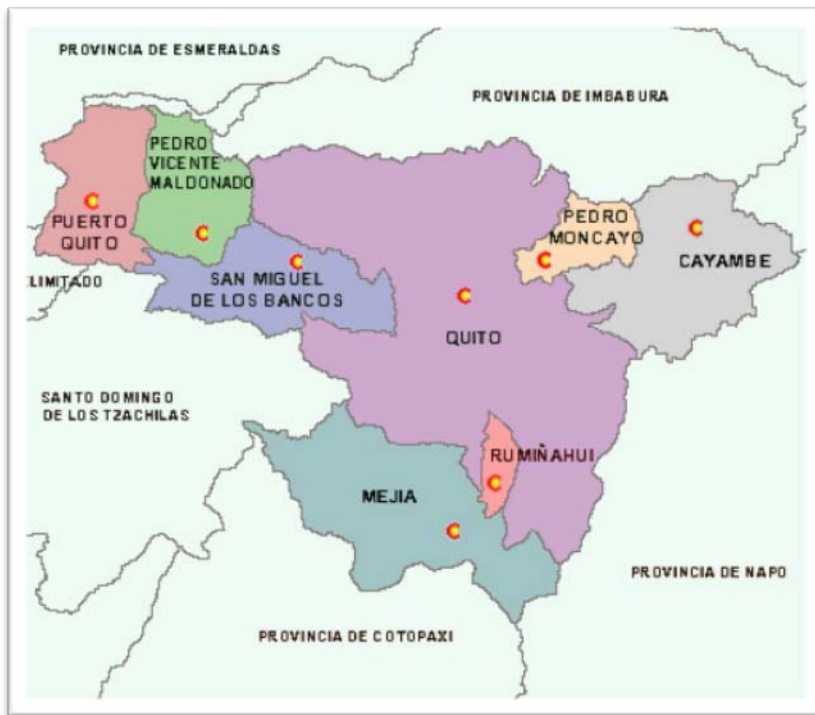 PROVINCIA DE ESMERALDAS
PROVINCIA DE IMBABURA
PEDRO
VICENTE
MALDONADO
PUERTO
QUITO
PEDRO
MONCAYO
CAYAMBE
SAN MIGUEL
DE LOS BANCOS
ELIMITADO
QUITO
SANTO DOMINGO
DE LOS TZACHILAS
RUMIÑAHUI
MEJIA
PROVINCIA DE NAPO
PROVINCIA DE COTOPAXI